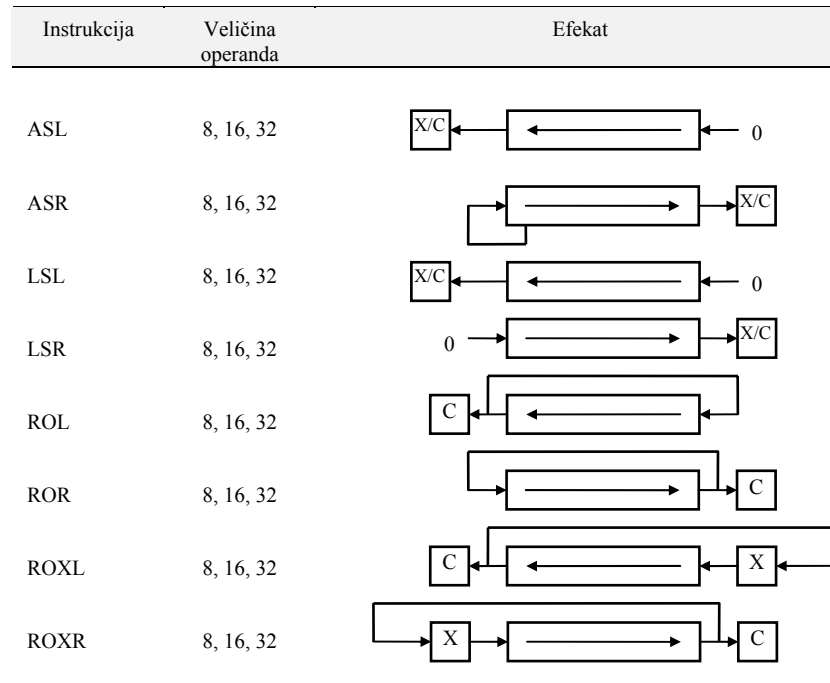 Instrukcija Veličina operanda Efekat
ASL 8, 16, 32 X/C 0
ASR 8, 16, 32 X/C
LSL 8, 16, 32 X/C 0
LSR 8, 16, 32 0 X/C
ROL 8, 16, 32 C
ROR 8, 16, 32 C
ROXL 8, 16, 32 C X
ROXR 8, 16, 32 X C